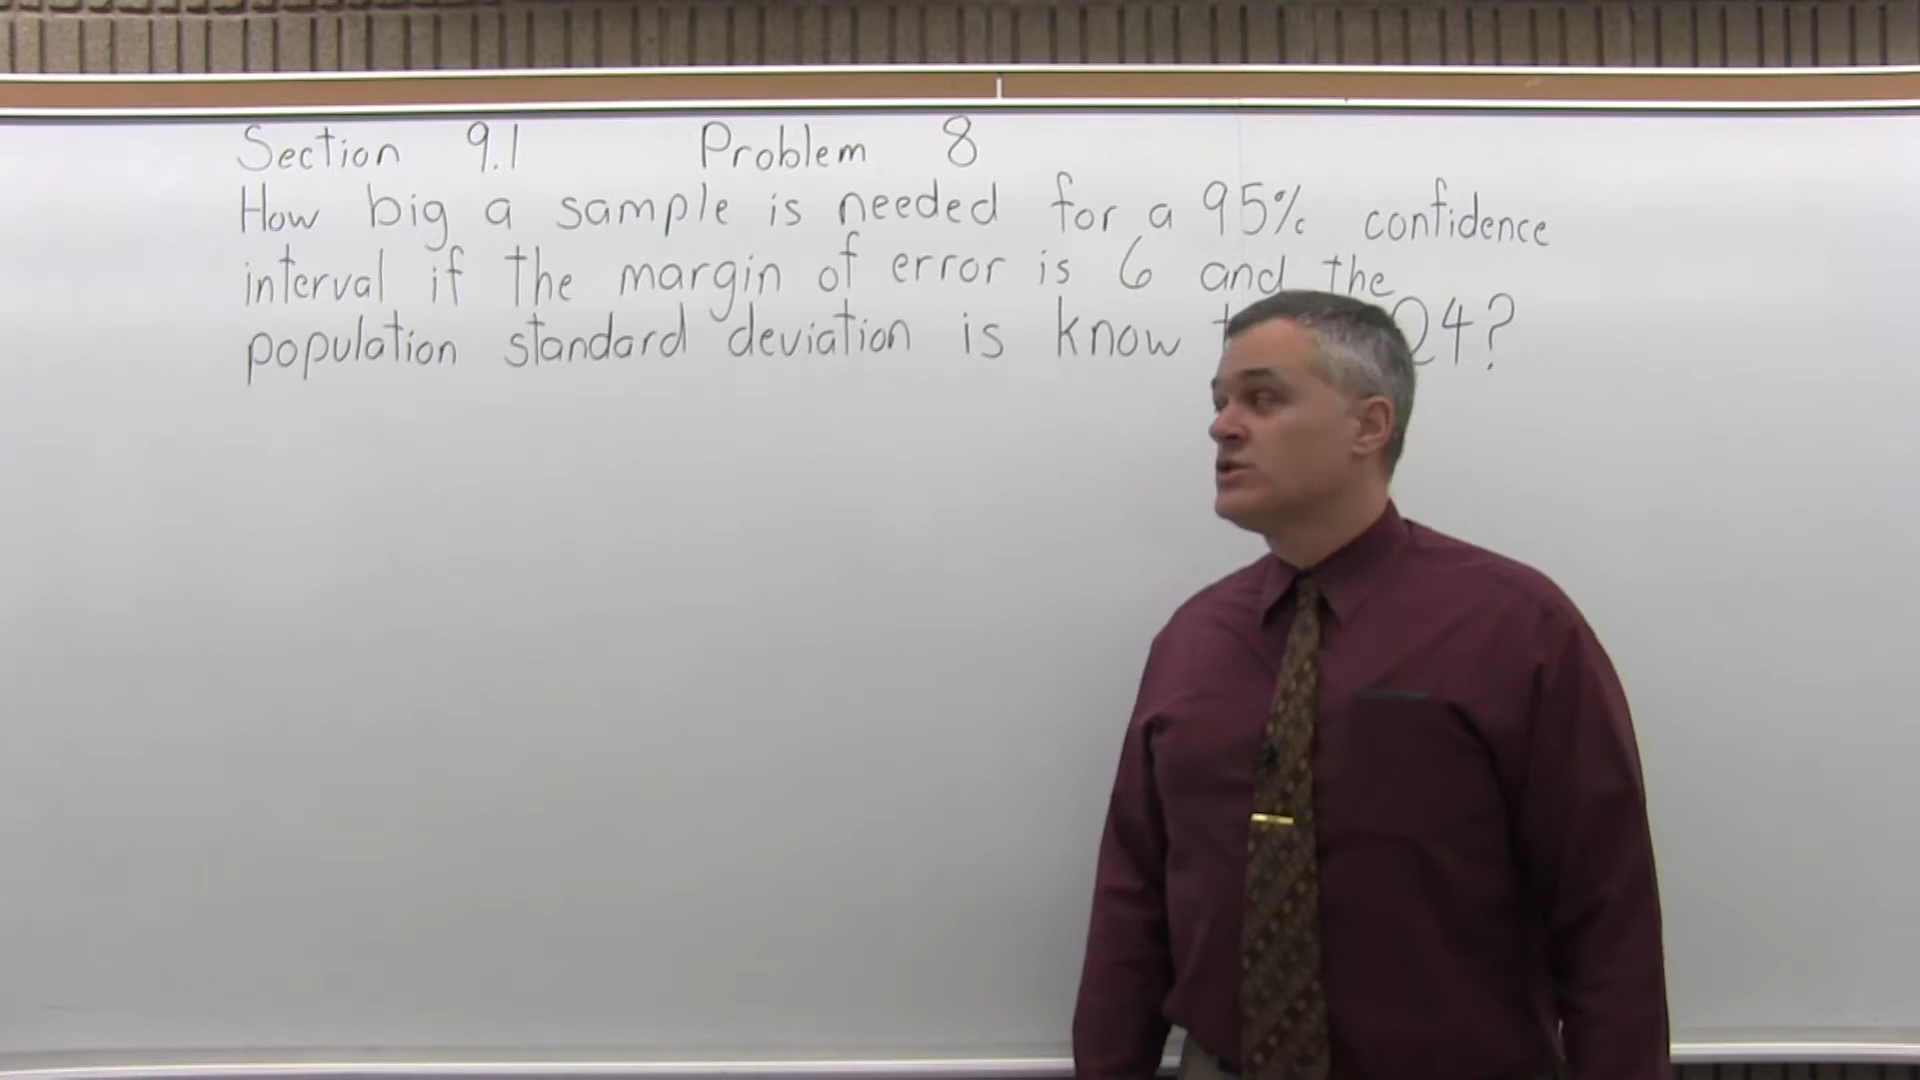 Section 9.1 Problem 8
How big a sample is needed for a 95% confidence
interval if the margin of error is 6 and the
population standard deviation is know 24?